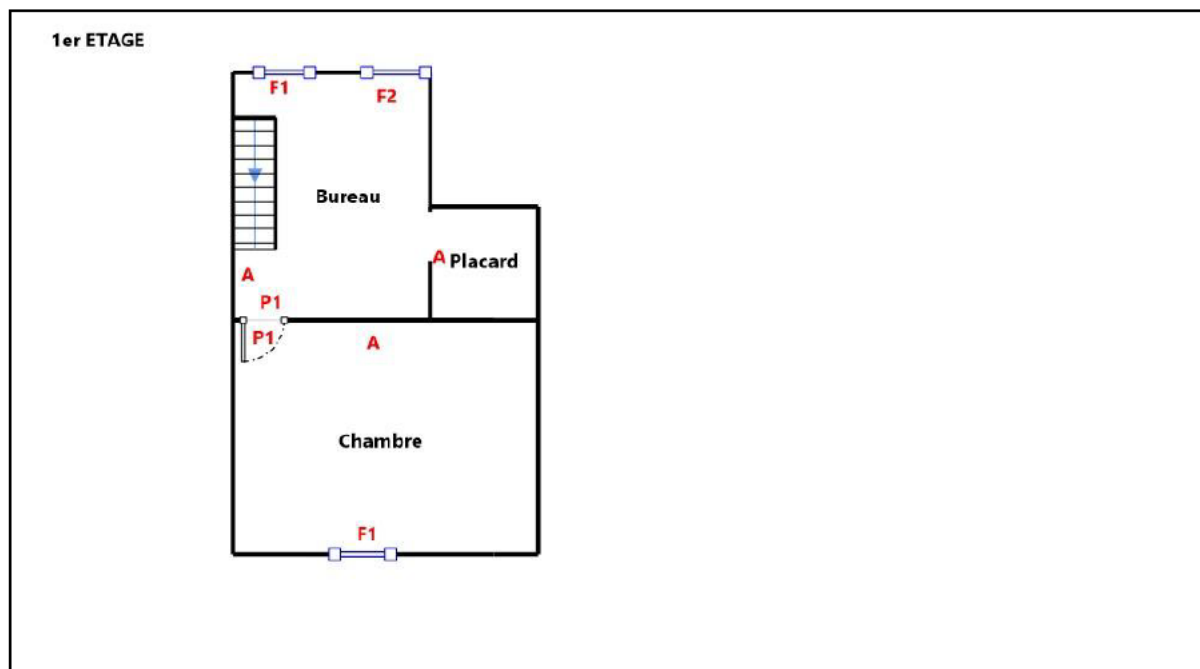 1er ETAGE
F1
F2
Bureau
A Placard
A
P1
P1
A
Chambre
F1